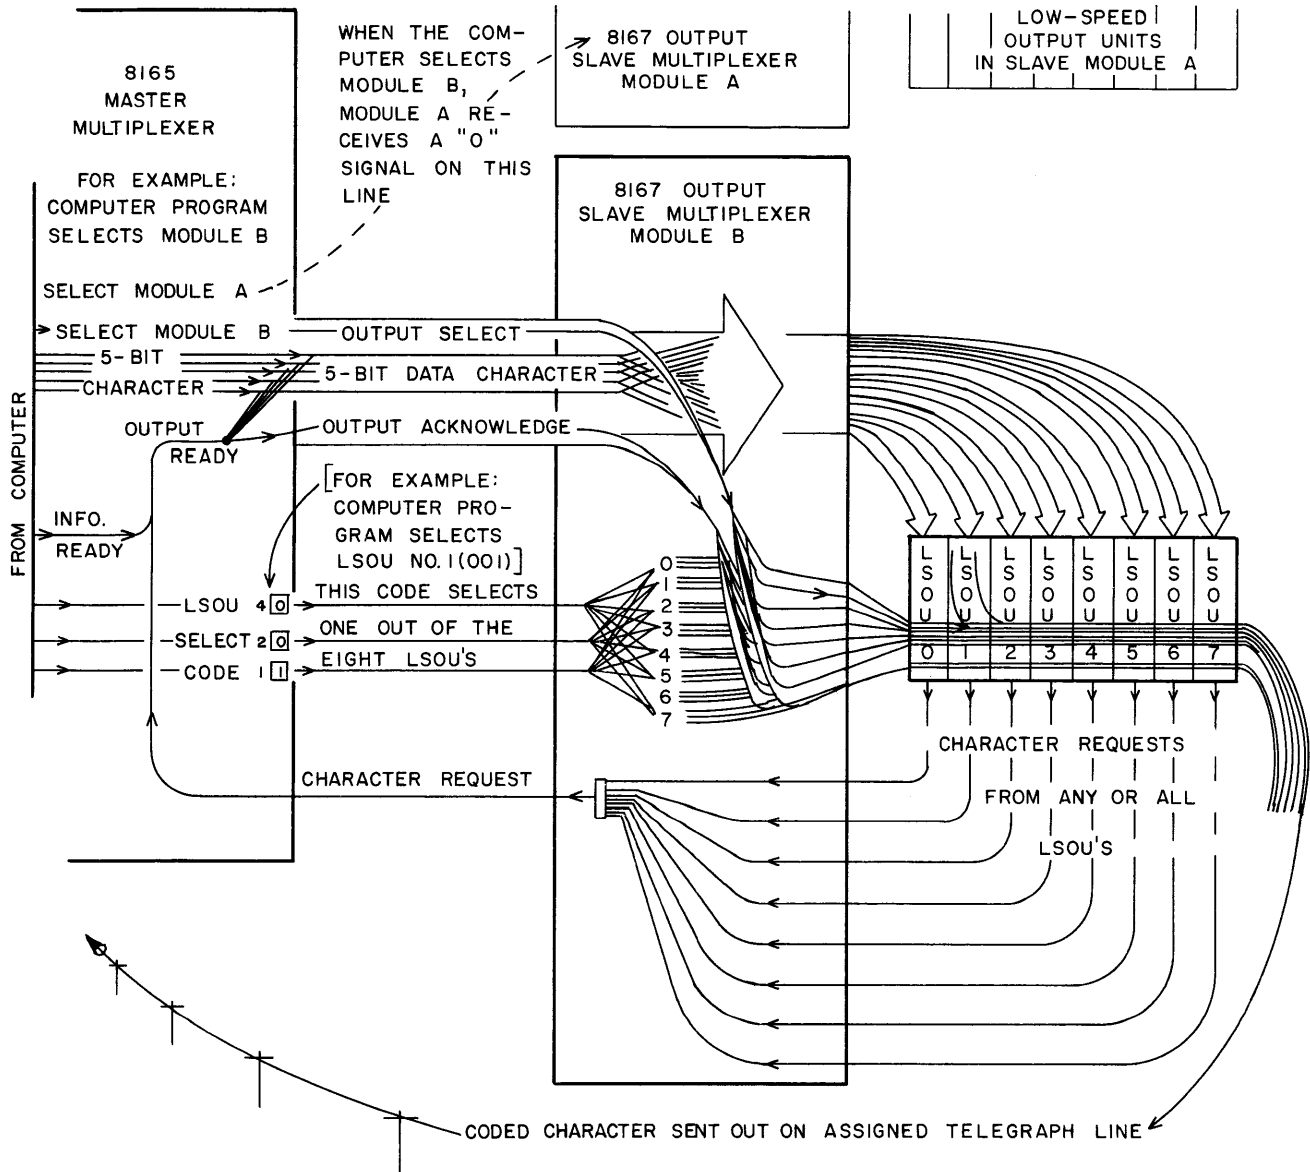 8165
MASTER
MULTIPLEXER
FOR EXAMPLE:
COMPUTER PROGRAM
SELECTS MODULE B
SELECT MODULE A
SELECT MODULE B
5-BIT
CHARACTER
OUTPUT
READY
FROM COMPUTER
INFO.
READY
LSOU 4 0
SELECT 2 0
CODE 1 1
WHEN THE COM-
PUTER SELECTS
MODULE B,
MODULE A RE-
CEIVES A "0"
SIGNAL ON THIS
LINE
OUTPUT SELECT
5-BIT DATA CHARACTER
OUTPUT ACKNOWLEDGE
[FOR EXAMPLE:
COMPUTER PRO-
GRAM SELECTS
LSOU NO. 1 (001)]
THIS CODE SELECTS
ONE OUT OF THE
EIGHT LSOU'S
CHARACTER REQUEST
8167 OUTPUT
SLAVE MULTIPLEXER
MODULE A
8167 OUTPUT
SLAVE MULTIPLEXER
MODULE B
0
1
2
3
4
5
6
7
LOW-SPEED
OUTPUT UNITS
IN SLAVE MODULE A
LSOU 0
LSOU 1
LSOU 2
LSOU 3
LSOU 4
LSOU 5
LSOU 6
LSOU 7
CHARACTER REQUESTS
FROM ANY OR ALL
LSOU'S
CODED CHARACTER SENT OUT ON ASSIGNED TELEGRAPH LINE